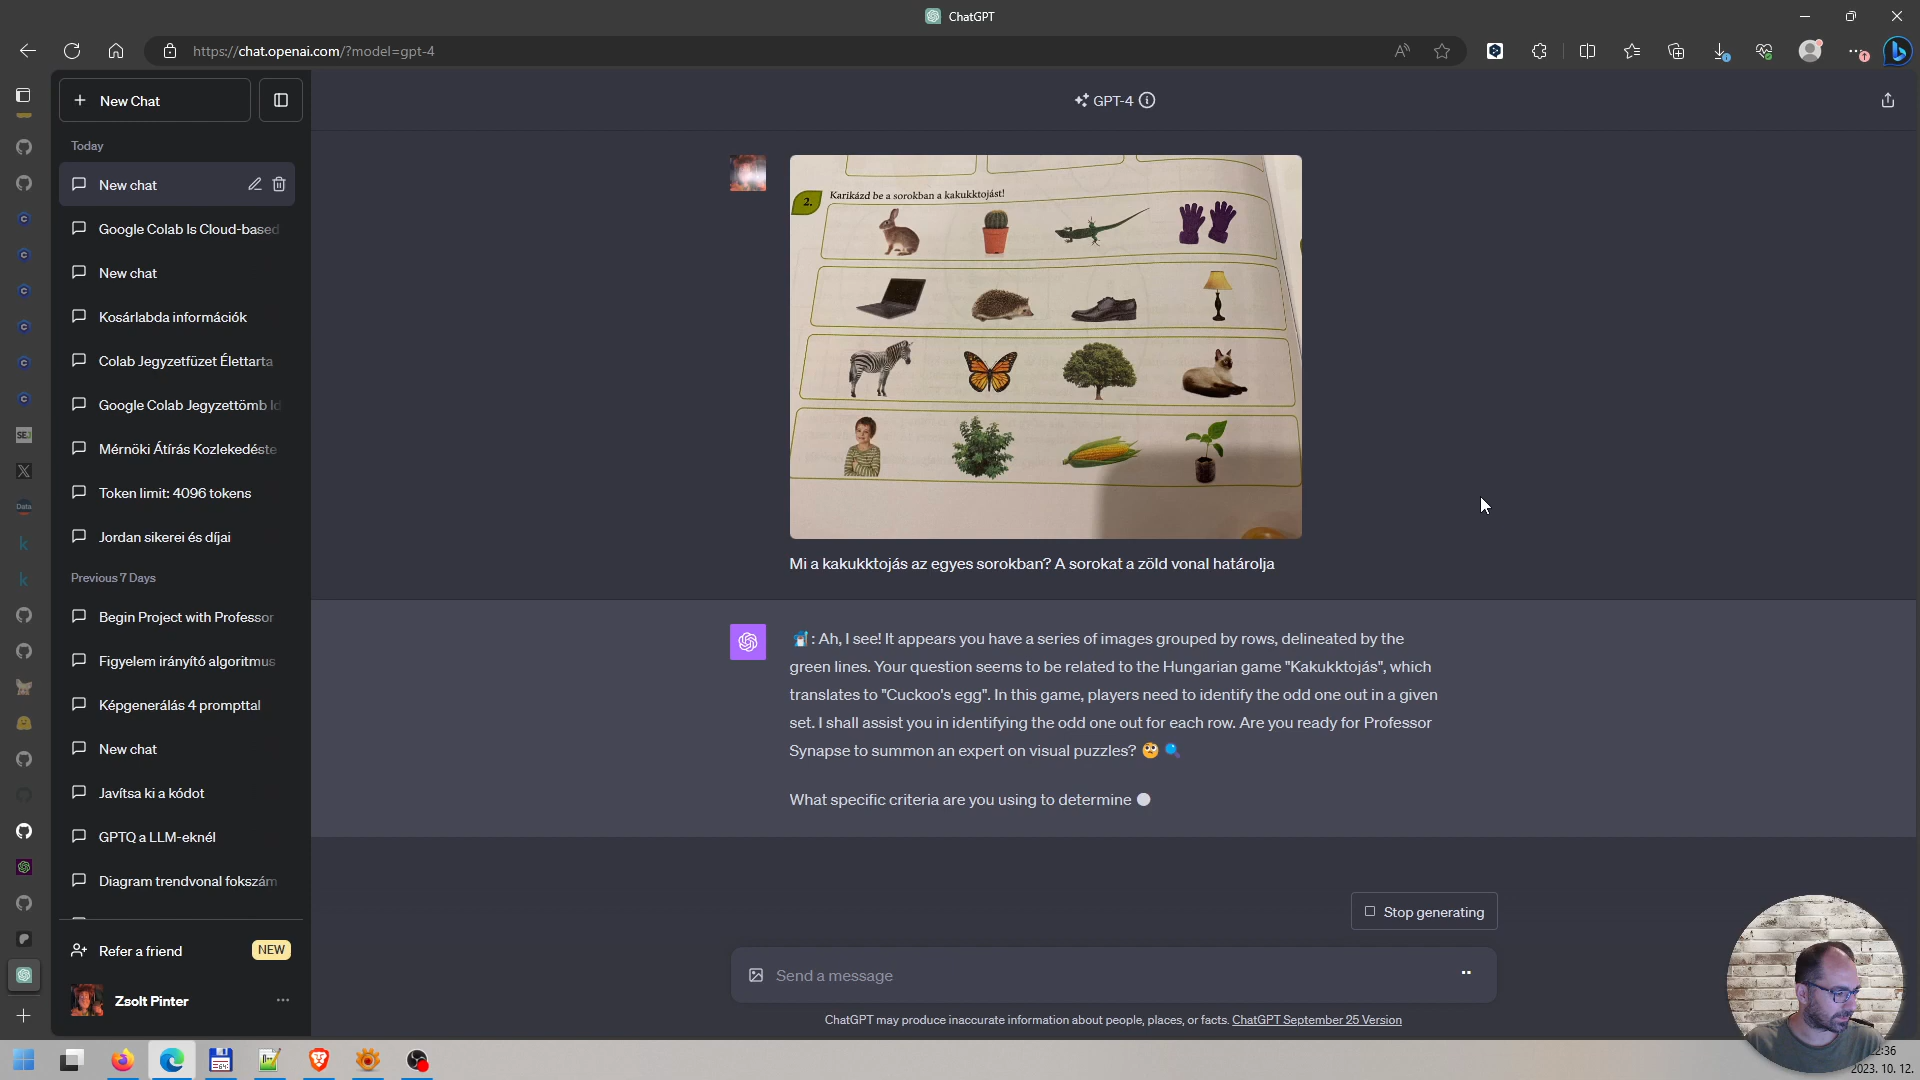 ChatGPT
https://chat.openai.com/?model=gpt-4
New Chat
GPT-4
Today
New chat
Google Colab Is Cloud-based
New chat
Kosárlabda információk
Colab Jegyzetfüzet Élettarta
Google Colab Jegyzettömb Id
Mérnöki Átírás Kozlekedéste
Token limit: 4096 tokens
Jordan sikerei és díjai
Previous 7 Days
Begin Project with Professor
Figyelem irányító algoritmus
Képgenerálás 4 prompttal
New chat
Javítsa ki a kódot
GPTQ a LLM-eknél
Diagram trendvonal fokszám
Refer a friend
NEW
Zsolt Pinter
2. Karikázd be a sorokban a kakukktojást!
Mi a kakukktojás az egyes sorokban? A sorokat a zöld vonal határolja
: Ah, I see! It appears you have a series of images grouped by rows, delineated by the
green lines. Your question seems to be related to the Hungarian game "Kakukktojás", which
translates to "Cuckoo's egg". In this game, players need to identify the odd one out in a given
set. I shall assist you in identifying the odd one out for each row. Are you ready for Professor
Synapse to summon an expert on visual puzzles?
What specific criteria are you using to determine
Stop generating
Send a message
ChatGPT may produce inaccurate information about people, places, or facts. ChatGPT September 25 Version
2023. 10. 12.